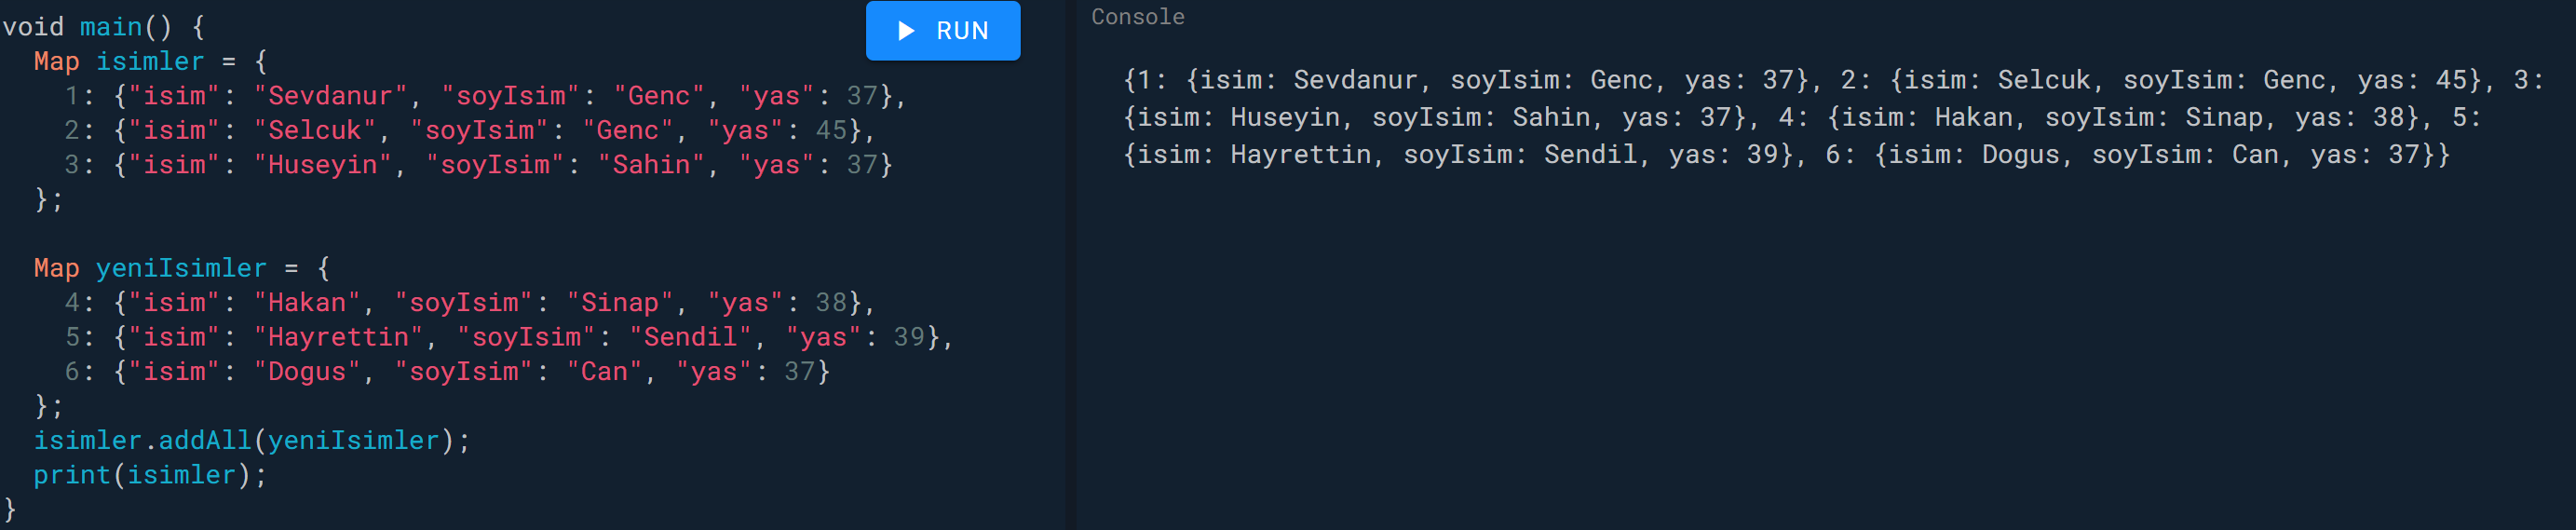 void main() {
RUN
  Map isimler = {
    1: {"isim": "Sevdanur", "soyIsim": "Genc", "yas": 37},
    2: {"isim": "Selcuk", "soyIsim": "Genc", "yas": 45},
    3: {"isim": "Huseyin", "soyIsim": "Sahin", "yas": 37}
  };
  Map yeniIsimler = {
    4: {"isim": "Hakan", "soyIsim": "Sinap", "yas": 38},
    5: {"isim": "Hayrettin", "soyIsim": "Sendil", "yas": 39},
    6: {"isim": "Dogus", "soyIsim": "Can", "yas": 37}
  };
  isimler.addAll(yeniIsimler);
  print(isimler);
}
Console
{1: {isim: Sevdanur, soyIsim: Genc, yas: 37}, 2: {isim: Selcuk, soyIsim: Genc, yas: 45}, 3:
{isim: Huseyin, soyIsim: Sahin, yas: 37}, 4: {isim: Hakan, soyIsim: Sinap, yas: 38}, 5:
{isim: Hayrettin, soyIsim: Sendil, yas: 39}, 6: {isim: Dogus, soyIsim: Can, yas: 37}}